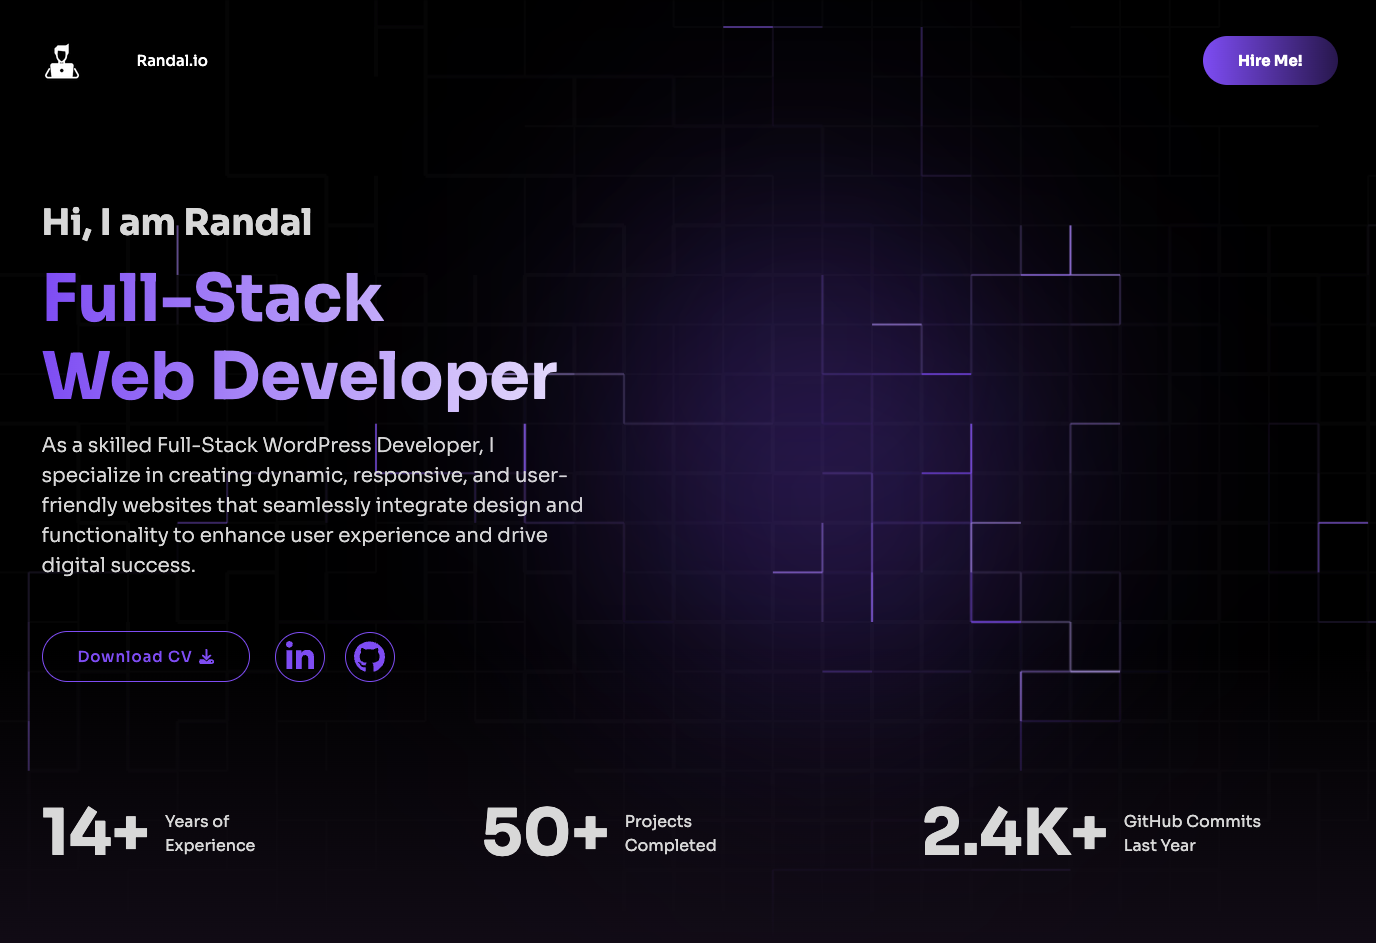 Randal.io
Hire Me!
Hi, I am Randal
Full-Stack
Web Developer
As a skilled Full-Stack WordPress Developer, I
specialize in creating dynamic, responsive, and user-
friendly websites that seamlessly integrate design and
functionality to enhance user experience and drive
digital success.
Download CV
in
14+
Years of
Experience
50+
Projects
Completed
2.4K+
GitHub Commits
Last Year